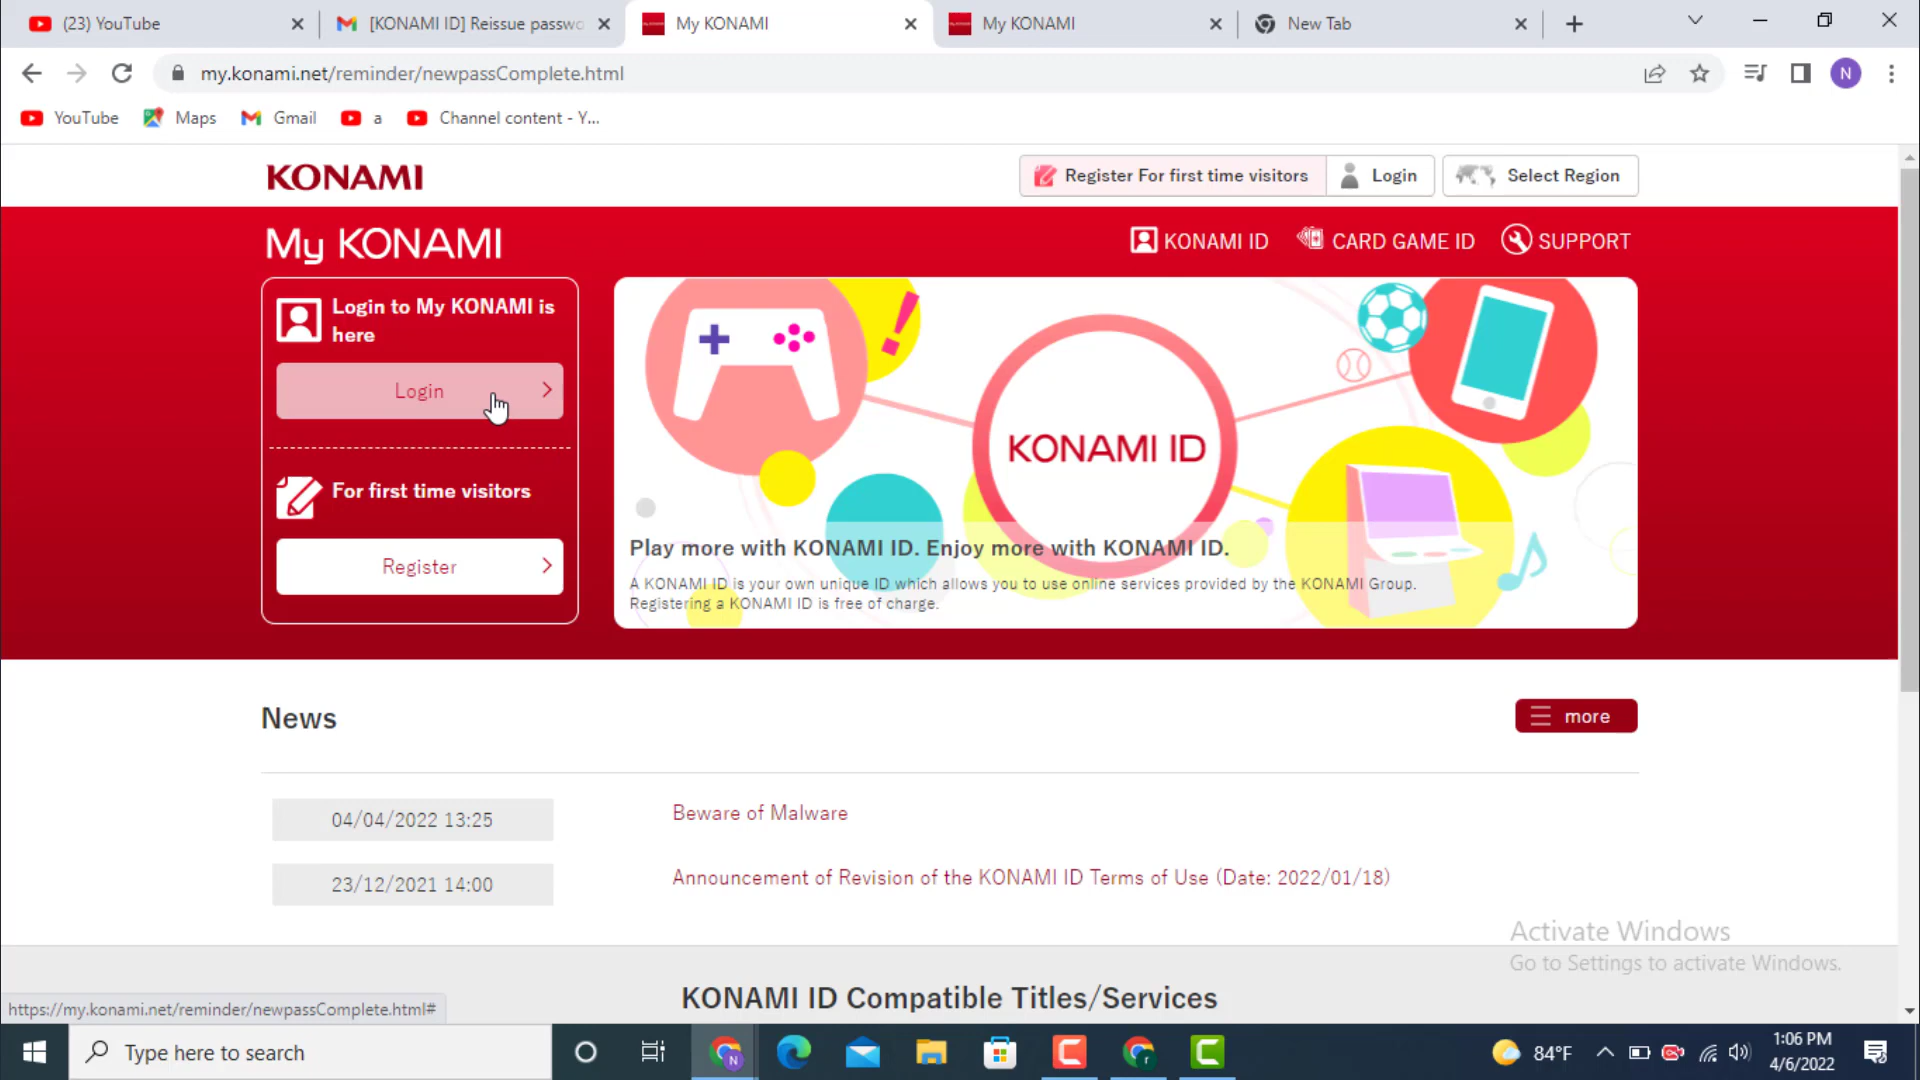 (23) YouTube
[KONAMI ID] Reissue passwo
My KONAMI
My KONAMI
New Tab
my.konami.net/reminder/newpassComplete.html
N
YouTube
Maps
Gmail
a
Channel content - Y...
KONAMI
Register For first time visitors
Login
Select Region
My KONAMI
KONAMI ID
CARD GAME ID
SUPPORT
Login to My KONAMI is
here
Login
For first time visitors
Register
KONAMI ID
Play more with KONAMI ID. Enjoy more with KONAMI ID.
A KONAMI ID is your own unique ID which allows you to use online services provided by the KONAMI Group.
Registering a KONAMI ID is free of charge.
News
more
04/04/2022 13:25
Beware of Malware
23/12/2021 14:00
Announcement of Revision of the KONAMI ID Terms of Use (Date: 2022/01/18)
Activate Windows
Go to Settings to activate Windows.
KONAMI ID Compatible Titles/Services
https://my.konami.net/reminder/newpassComplete.html#
Type here to search
84°F
1:06 PM
4/6/2022